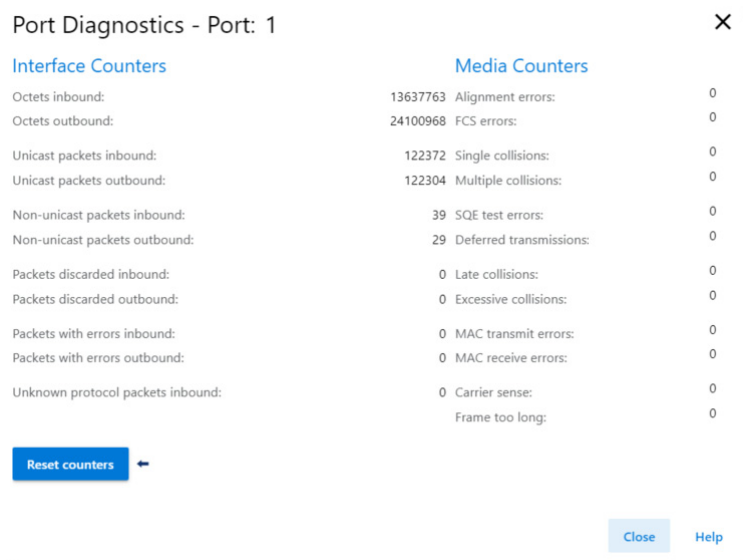 Port Diagnostics - Port: 1
Interface Counters Media Counters
Octets inbound: 13637763 Alignment errors: 0
Octets outbound: 24100968 FCS errors: 0
Unicast packets inbound: 122372 Single collisions: 0
Unicast packets outbound: 122304 Multiple collisions: 0
Non-unicast packets inbound: 39 SQE test errors: 0
Non-unicast packets outbound: 29 Deferred transmissions: 0
Packets discarded inbound: 0 Late collisions: 0
Packets discarded outbound: 0 Excessive collisions: 0
Packets with errors inbound: 0 MAC transmit errors: 0
Packets with errors outbound: 0 MAC receive errors: 0
Unknown protocol packets inbound: 0 Carrier sense: 0
Frame too long: 0
Reset counters
Close Help